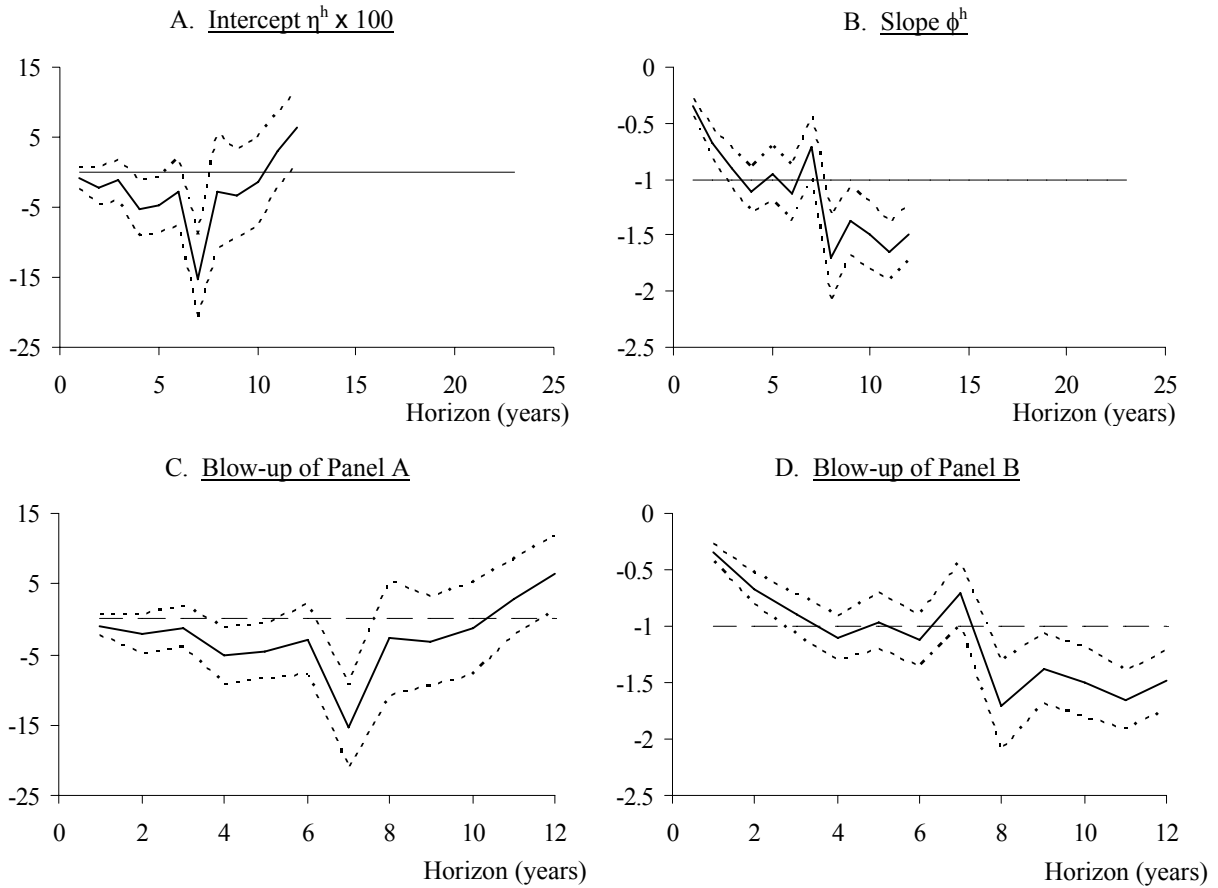 A. Intercept ηʰ x 100
B. Slope ϕʰ
15
5
-5
-15
-25
0 5 10 15 20 25
Horizon (years)
0
-0.5
-1
-1.5
-2
-2.5
0 5 10 15 20 25
Horizon (years)
C. Blow-up of Panel A
D. Blow-up of Panel B
15
5
-5
-15
-25
0 2 4 6 8 10 12
Horizon (years)
0
-0.5
-1
-1.5
-2
-2.5
0 2 4 6 8 10 12
Horizon (years)